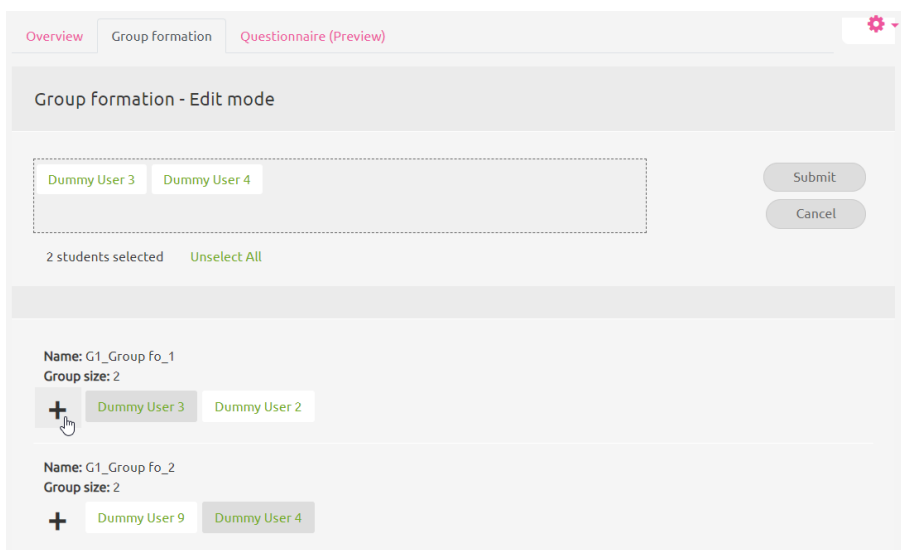 Overview Group formation Questionnaire (Preview)
Group formation - Edit mode
Dummy User 3 Dummy User 4
Submit
Cancel
2 students selected Unselect All
Name: G1_Group fo_1
Group size: 2
+ Dummy User 3 Dummy User 2
Name: G1_Group fo_2
Group size: 2
+ Dummy User 9 Dummy User 4